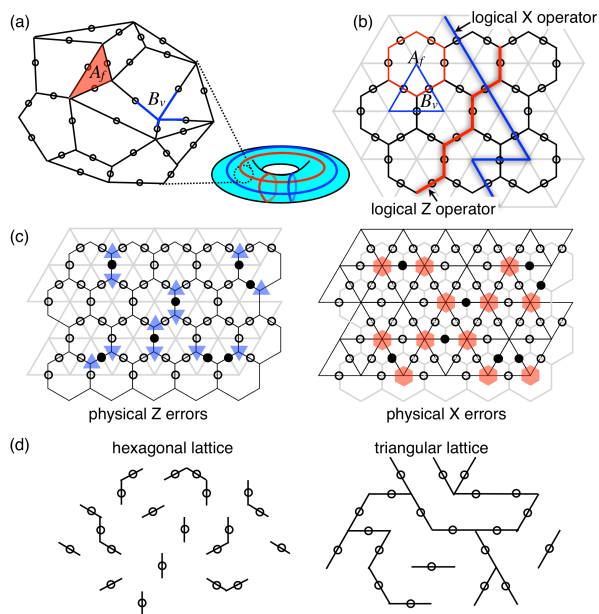 (a)
A_f
B_v
(b)
logical X operator
A_f
B_v
logical Z operator
(c)
physical Z errors
physical X errors
(d)
hexagonal lattice
triangular lattice